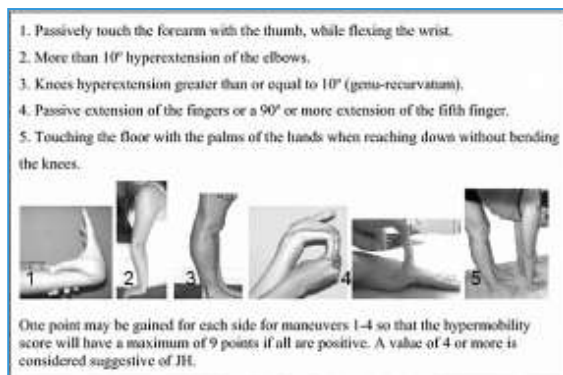 1. Passively touch the forearm with the thumb, while flexing the wrist.
2. More than 10º hyperextension of the elbows.
3. Knees hyperextension greater than or equal to 10º (genu-recurvatum).
4. Passive extension of the fingers or a 90º or more extension of the fifth finger.
5. Touching the floor with the palms of the hands when reaching down without bending
the knees.
1 2 3 4 5
One point may be gained for each side for maneuvers 1-4 so that the hypermobility
score will have a maximum of 9 points if all are positive. A value of 4 or more is
considered suggestive of JH.